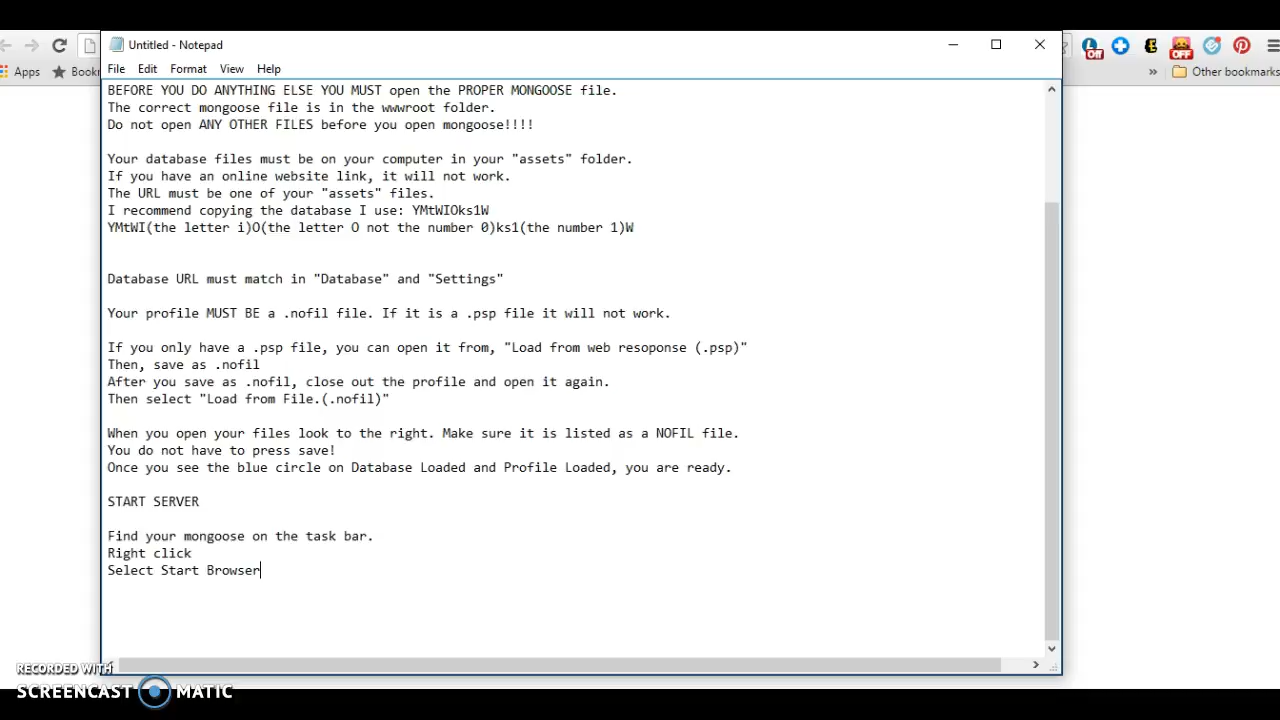 Untitled - Notepad
File Edit Format View Help
Off
OFF
Apps Bookn
» Other bookmarks
BEFORE YOU DO ANYTHING ELSE YOU MUST open the PROPER MONGOOSE file.
The correct mongoose file is in the wwwroot folder.
Do not open ANY OTHER FILES before you open mongoose!!!!
Your database files must be on your computer in your "assets" folder.
If you have an online website link, it will not work.
The URL must be one of your "assets" files.
I recommend copying the database I use: YMtWIOks1W
YMtWI(the letter i)O(the letter O not the number 0)ks1(the number 1)W
Database URL must match in "Database" and "Settings"
Your profile MUST BE a .nofil file. If it is a .psp file it will not work.
If you only have a .psp file, you can open it from, "Load from web resoponse (.psp)"
Then, save as .nofil
After you save as .nofil, close out the profile and open it again.
Then select "Load from File.(.nofil)"
When you open your files look to the right. Make sure it is listed as a NOFIL file.
You do not have to press save!
Once you see the blue circle on Database Loaded and Profile Loaded, you are ready.
START SERVER
Find your mongoose on the task bar.
Right click
Select Start Browser
RECORDED WITH
SCREENCAST MATIC